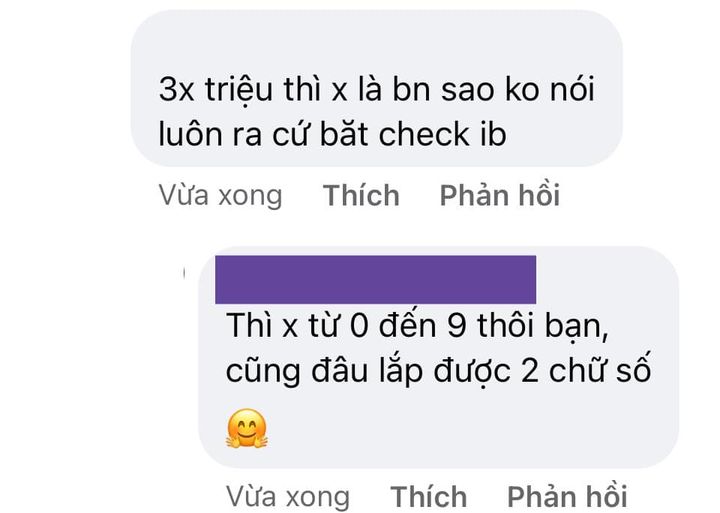 3x triệu thì x là bn sao ko nói
luôn ra cứ băt check ib
Vừa xong Thích Phản hồi
Thì x từ 0 đến 9 thôi bạn,
cũng đâu lắp được 2 chữ số
🤗
Vừa xong Thích Phản hồi